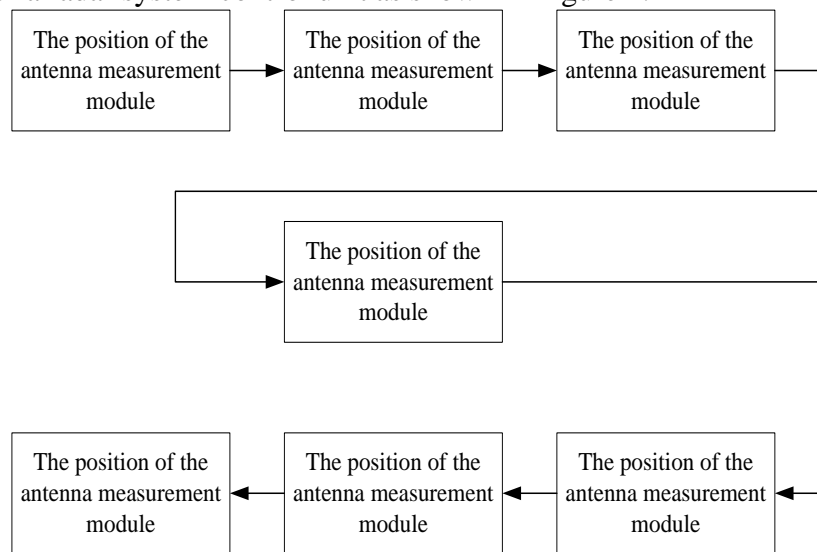 The position of the
antenna measurement
module
The position of the
antenna measurement
module
The position of the
antenna measurement
module
The position of the
antenna measurement
module
The position of the
antenna measurement
module
The position of the
antenna measurement
module
The position of the
antenna measurement
module